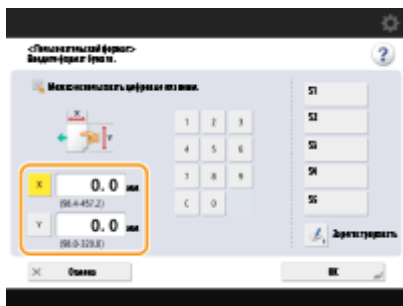 <Пользовательский формат>
Введите формат бумаги.
?
Можно использовать цифровые клавиши.
X
Y
1 2 3
4 5 6
7 8 9
C 0
X 0. 0 мм
(98.4-457.2)
Y 0. 0 мм
(98.0-320.0)
S1
S2
S3
S4
S5
Зарегистрировать
Отмена
OK